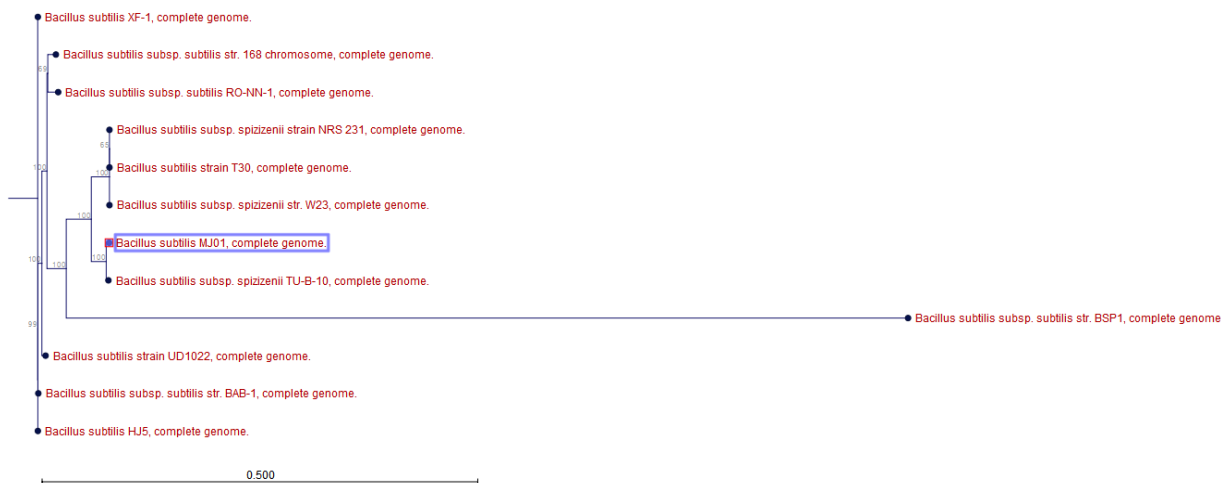 Bacillus subtilis XF-1, complete genome.
Bacillus subtilis subsp. subtilis str. 168 chromosome, complete genome.
69
Bacillus subtilis subsp. subtilis RO-NN-1, complete genome.
Bacillus subtilis subsp. spizizenii strain NRS 231, complete genome.
65
100
Bacillus subtilis strain T30, complete genome.
100
Bacillus subtilis subsp. spizizenii str. W23, complete genome.
100
Bacillus subtilis MJ01, complete genome.
100
100
100
Bacillus subtilis subsp. spizizenii TU-B-10, complete genome.
Bacillus subtilis subsp. subtilis str. BSP1, complete genome
99
Bacillus subtilis strain UD1022, complete genome.
Bacillus subtilis subsp. subtilis str. BAB-1, complete genome.
Bacillus subtilis HJ5, complete genome.
0.500